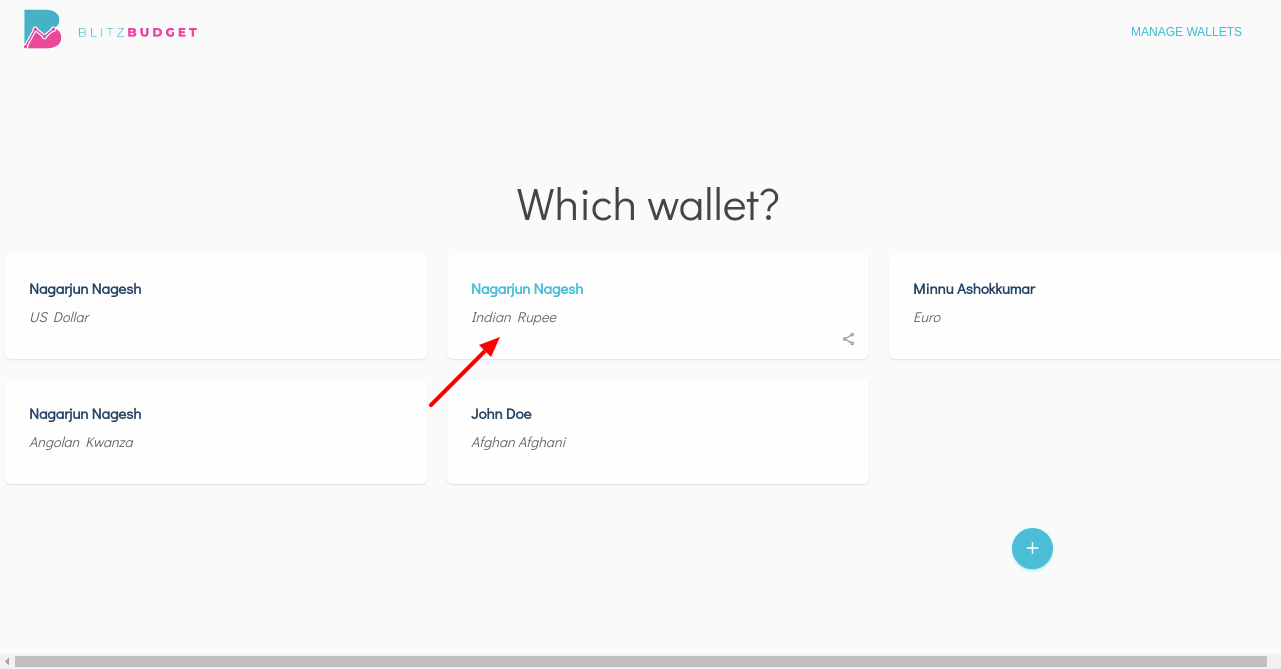 BLITZBUDGET
MANAGE WALLETS
Which wallet?
Nagarjun Nagesh
US Dollar
Nagarjun Nagesh
Indian Rupee
Minnu Ashokkumar
Euro
Nagarjun Nagesh
Angolan Kwanza
John Doe
Afghan Afghani